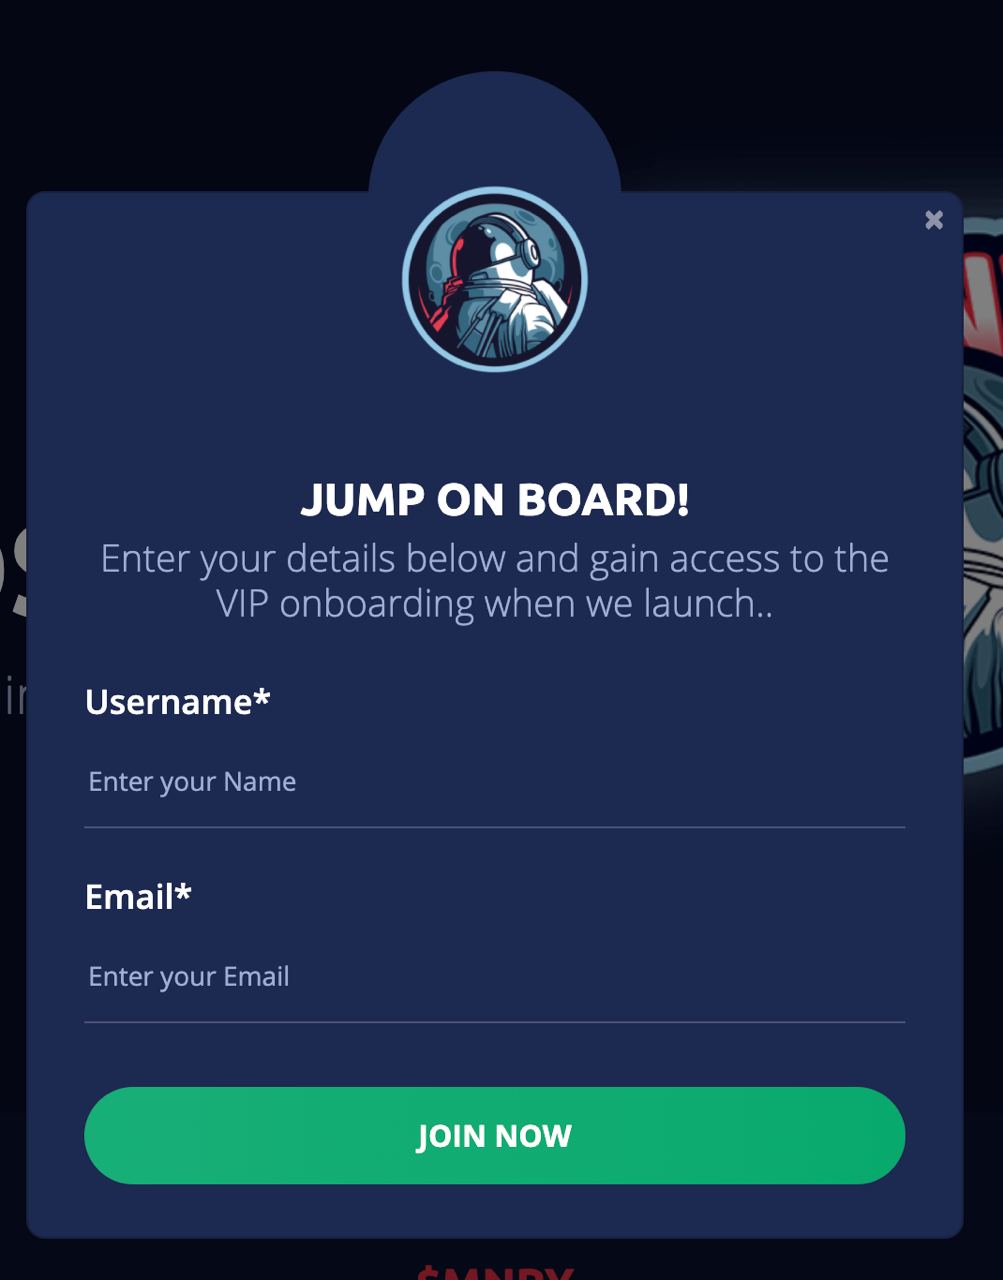 JUMP ON BOARD!
Enter your details below and gain access to the
VIP onboarding when we launch..
Username*
Enter your Name
Email*
Enter your Email
JOIN NOW